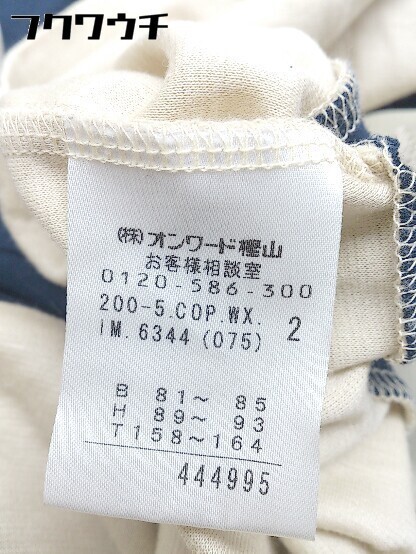 フクウウチ
(株)オンワード樫山
お客様相談室
0120-586-300
200-5.COP.WX.
IM.6344 (075) 2
B 81～ 85
H 89～ 93
T158～164
444995